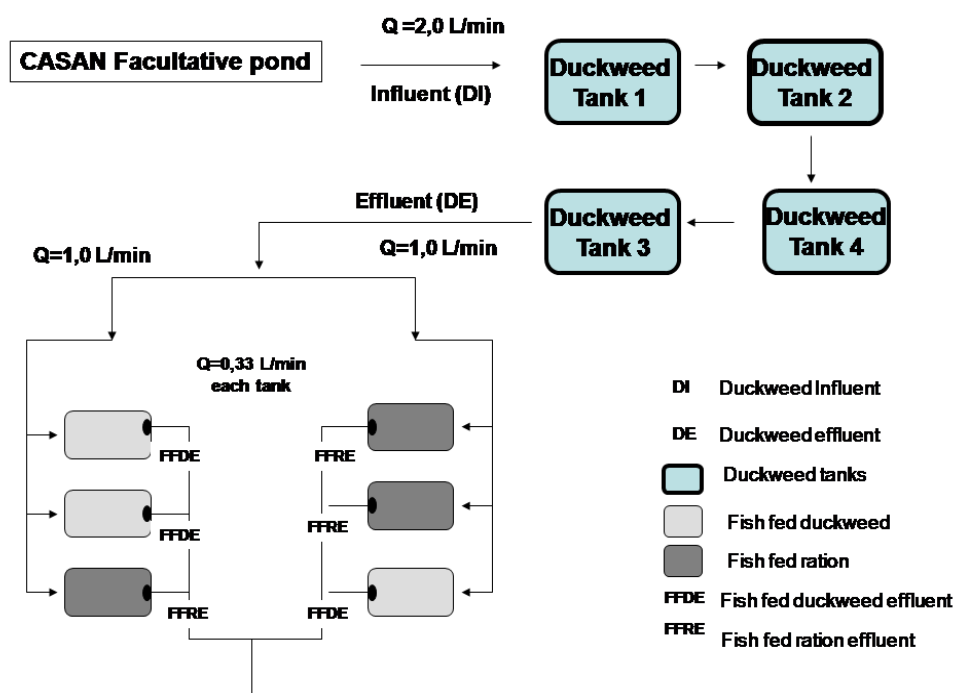 Q =2,0 L/min
CASAN Facultative pond
Influent (DI)
Duckweed
Tank 1
Duckweed
Tank 2
Effluent (DE)
Duckweed
Tank 3
Duckweed
Tank 4
Q=1,0 L/min
Q=1,0 L/min
Q=0,33 L/min
each tank
FFDE
FFRE
FFDE
FFRE
FFRE
FFDE
DI Duckweed Influent
DE Duckweed effluent
Duckweed tanks
Fish fed duckweed
Fish fed ration
FFDE Fish fed duckweed effluent
FFRE Fish fed ration effluent